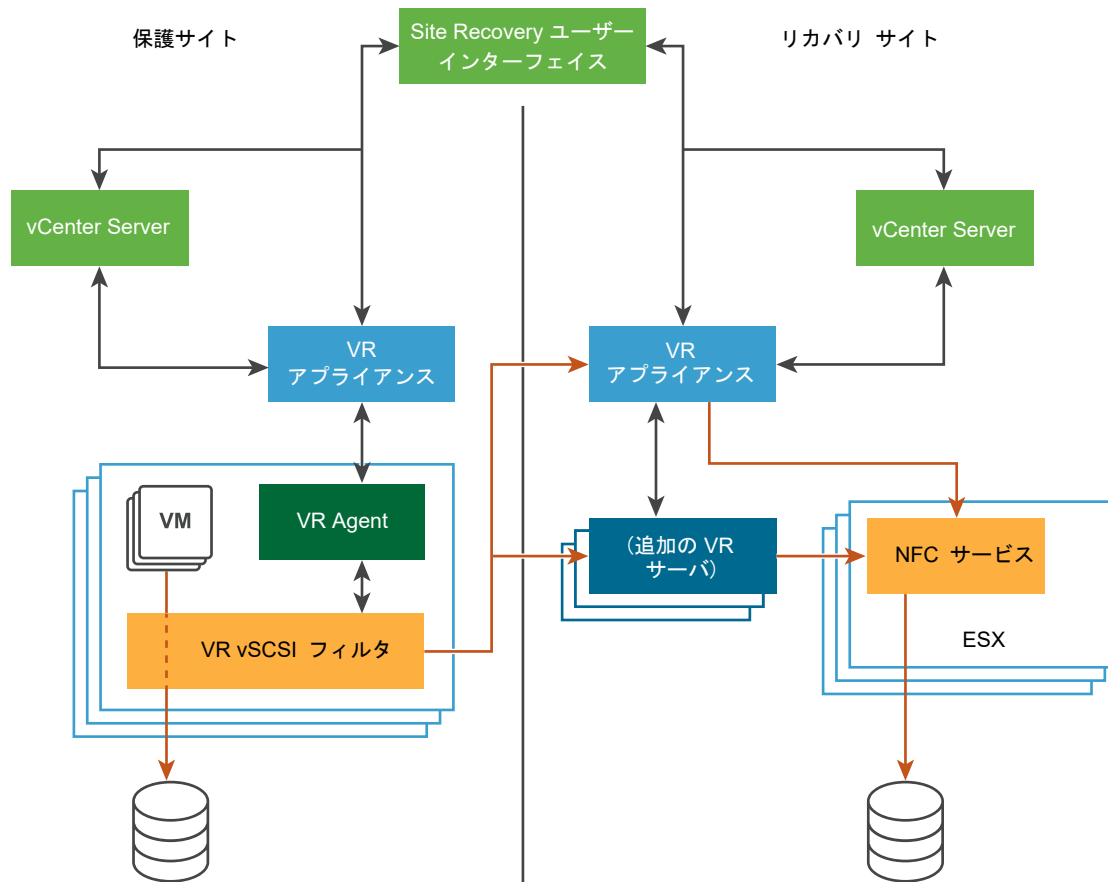 保護サイト
Site Recovery ユーザー
インターフェイス
リカバリ サイト
vCenter Server
vCenter Server
VR
アプライアンス
VR
アプライアンス
VM
VR Agent
(追加の VR
サーバ)
NFC サービス
VR vSCSI フィルタ
ESX